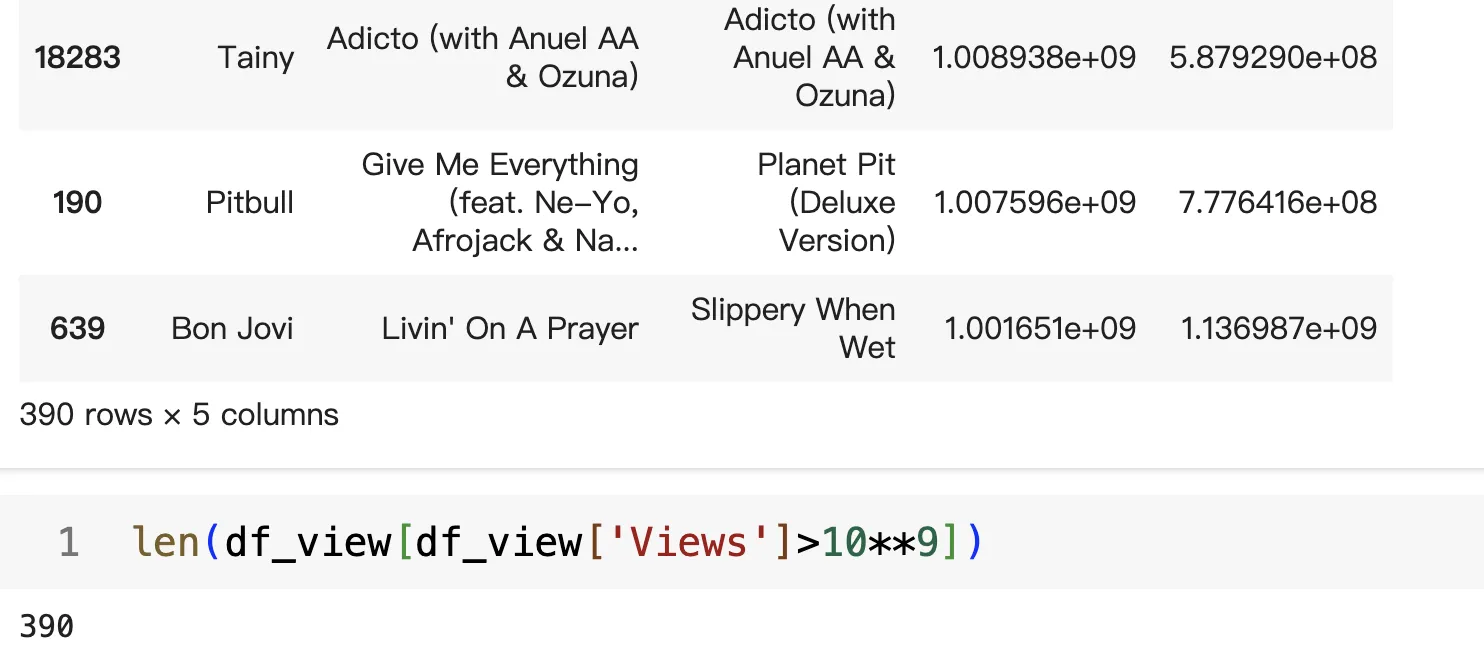 Adicto (with
Adicto (with Anuel AA
18283 Tainy Anuel AA & 1.008938e+09 5.879290e+08
& Ozuna)
Ozuna)
Give Me Everything Planet Pit
190 Pitbull (feat. Ne–Yo, (Deluxe 1.007596e+09 7.776416e+08
Afrojack & Na... Version)
Slippery When
639 Bon Jovi Livin' On A Prayer 1.001651e+09 1.136987e+09
Wet
390 rows × 5 columns
1 len(df_view[df_view['Views']>10**9])
390